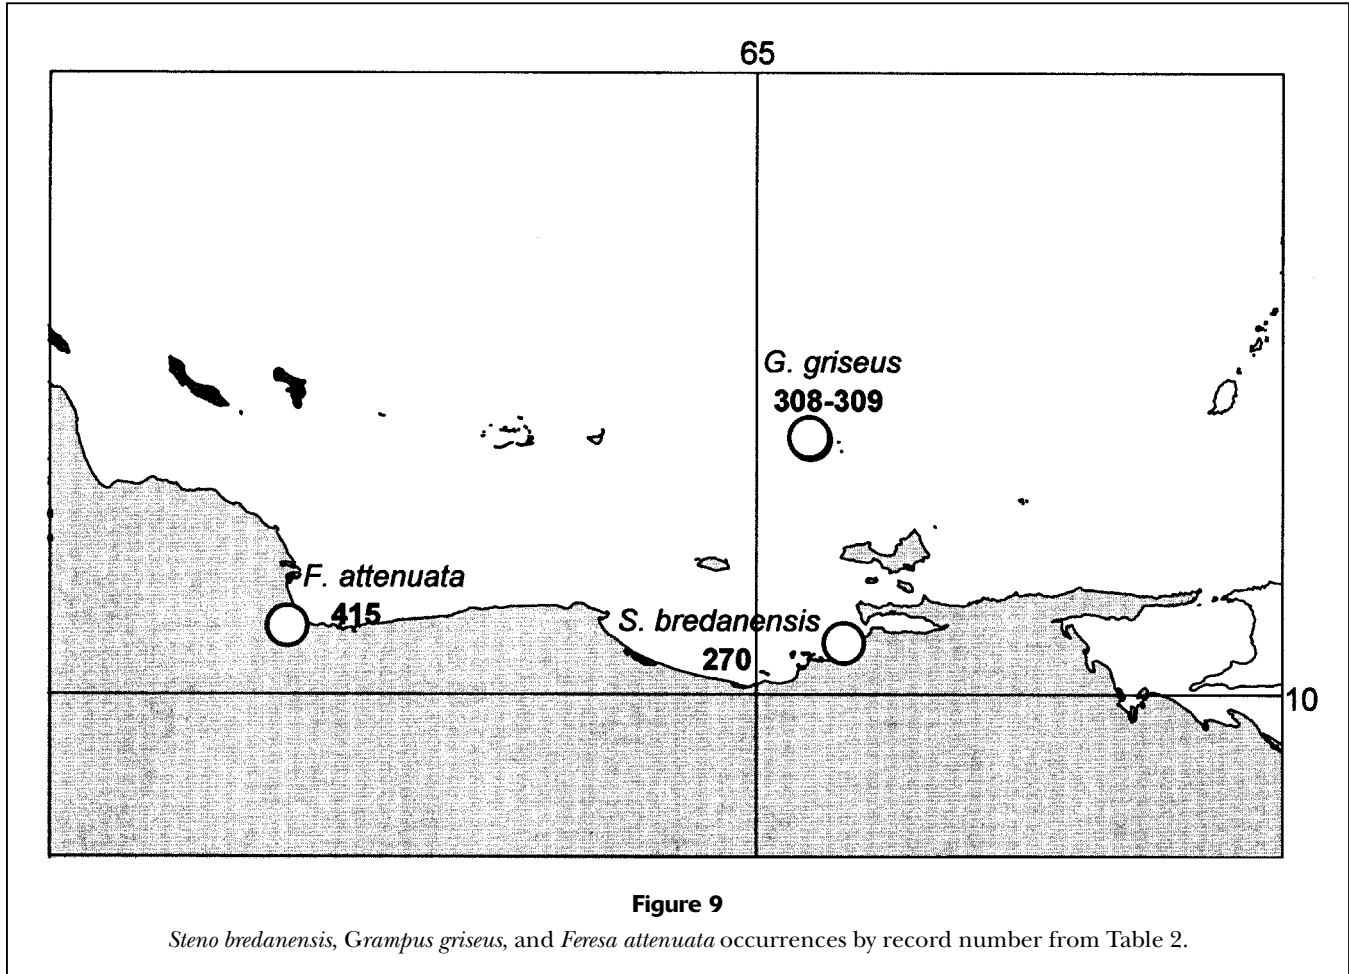 65
G. griseus
308-309
F. attenuata
415
S. bredanensis
270
10
Figure 9
Steno bredanensis, Grampus griseus, and Feresa attenuata occurrences by record number from Table 2.